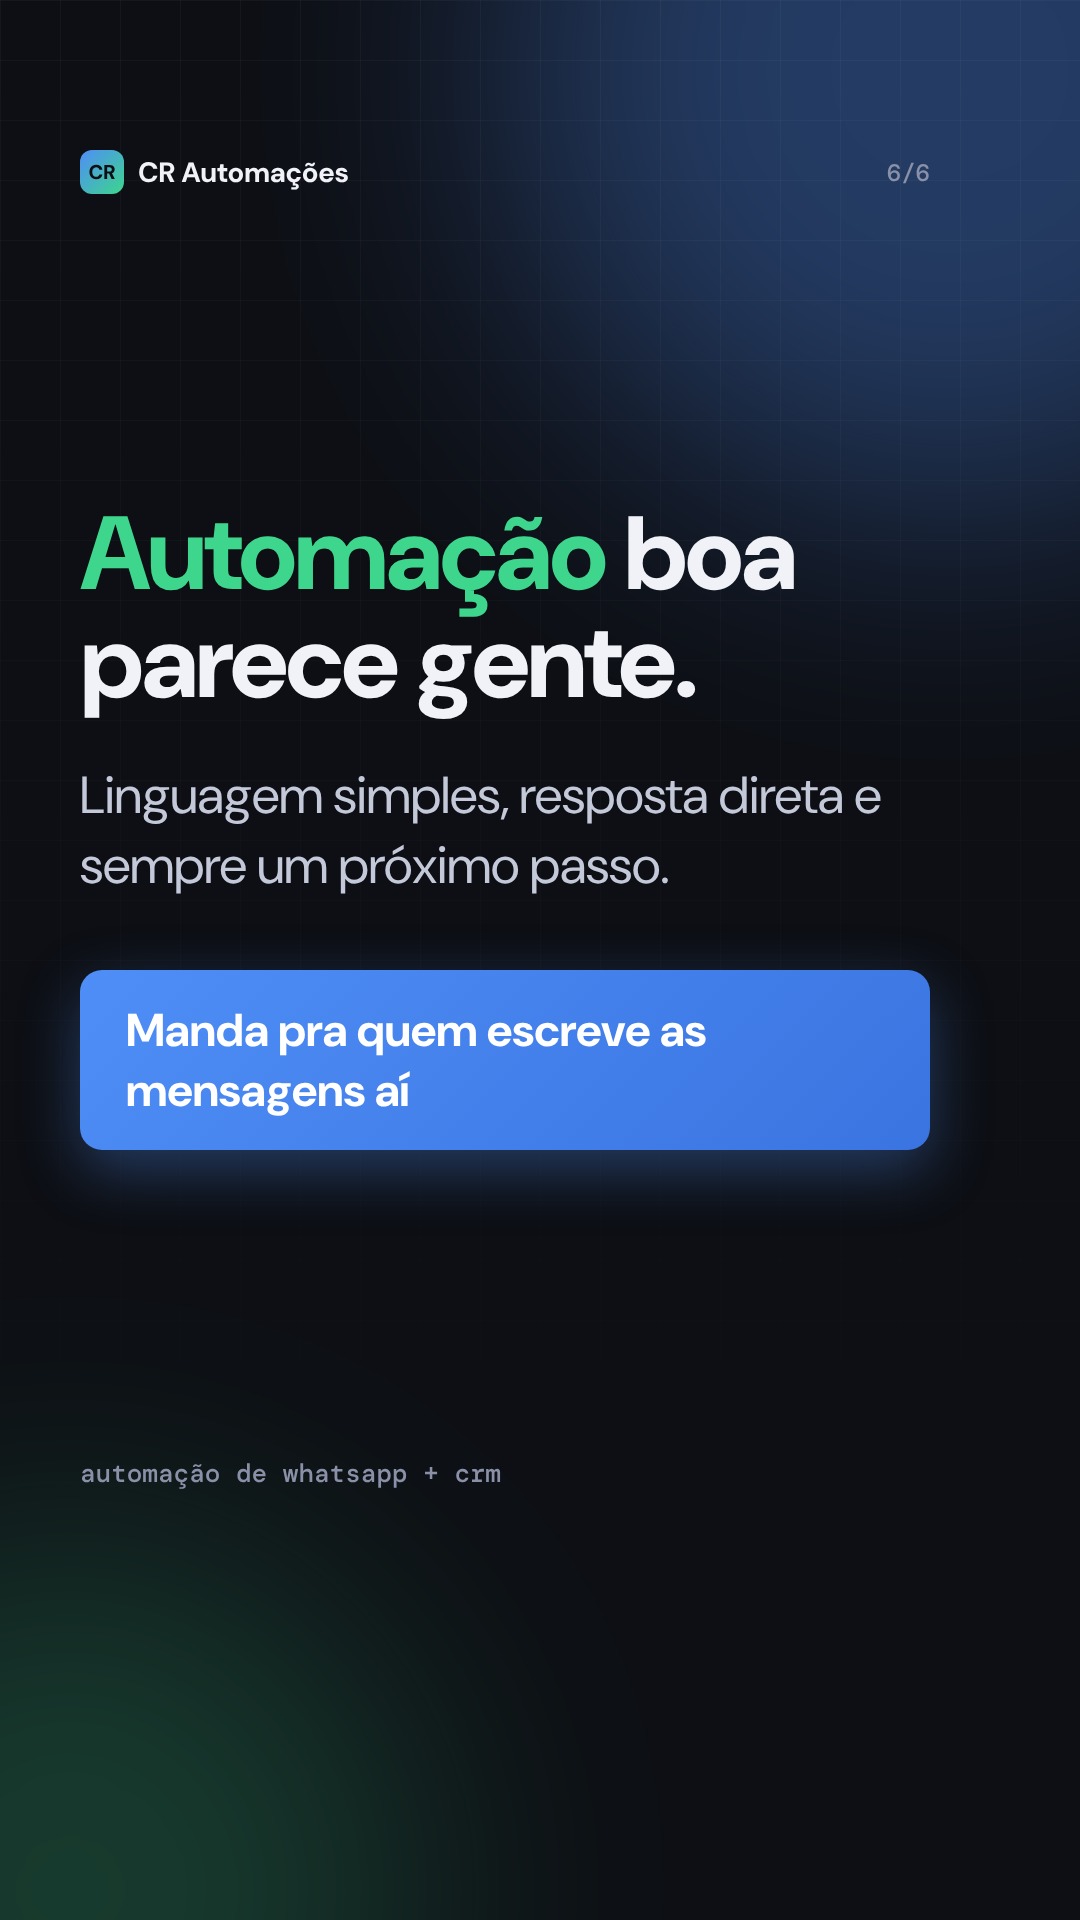 CR CR Automações
6/6
Automação boa
parece gente.
Linguagem simples, resposta direta e
sempre um próximo passo.
Manda pra quem escreve as
mensagens aí
automação de whatsapp + crm